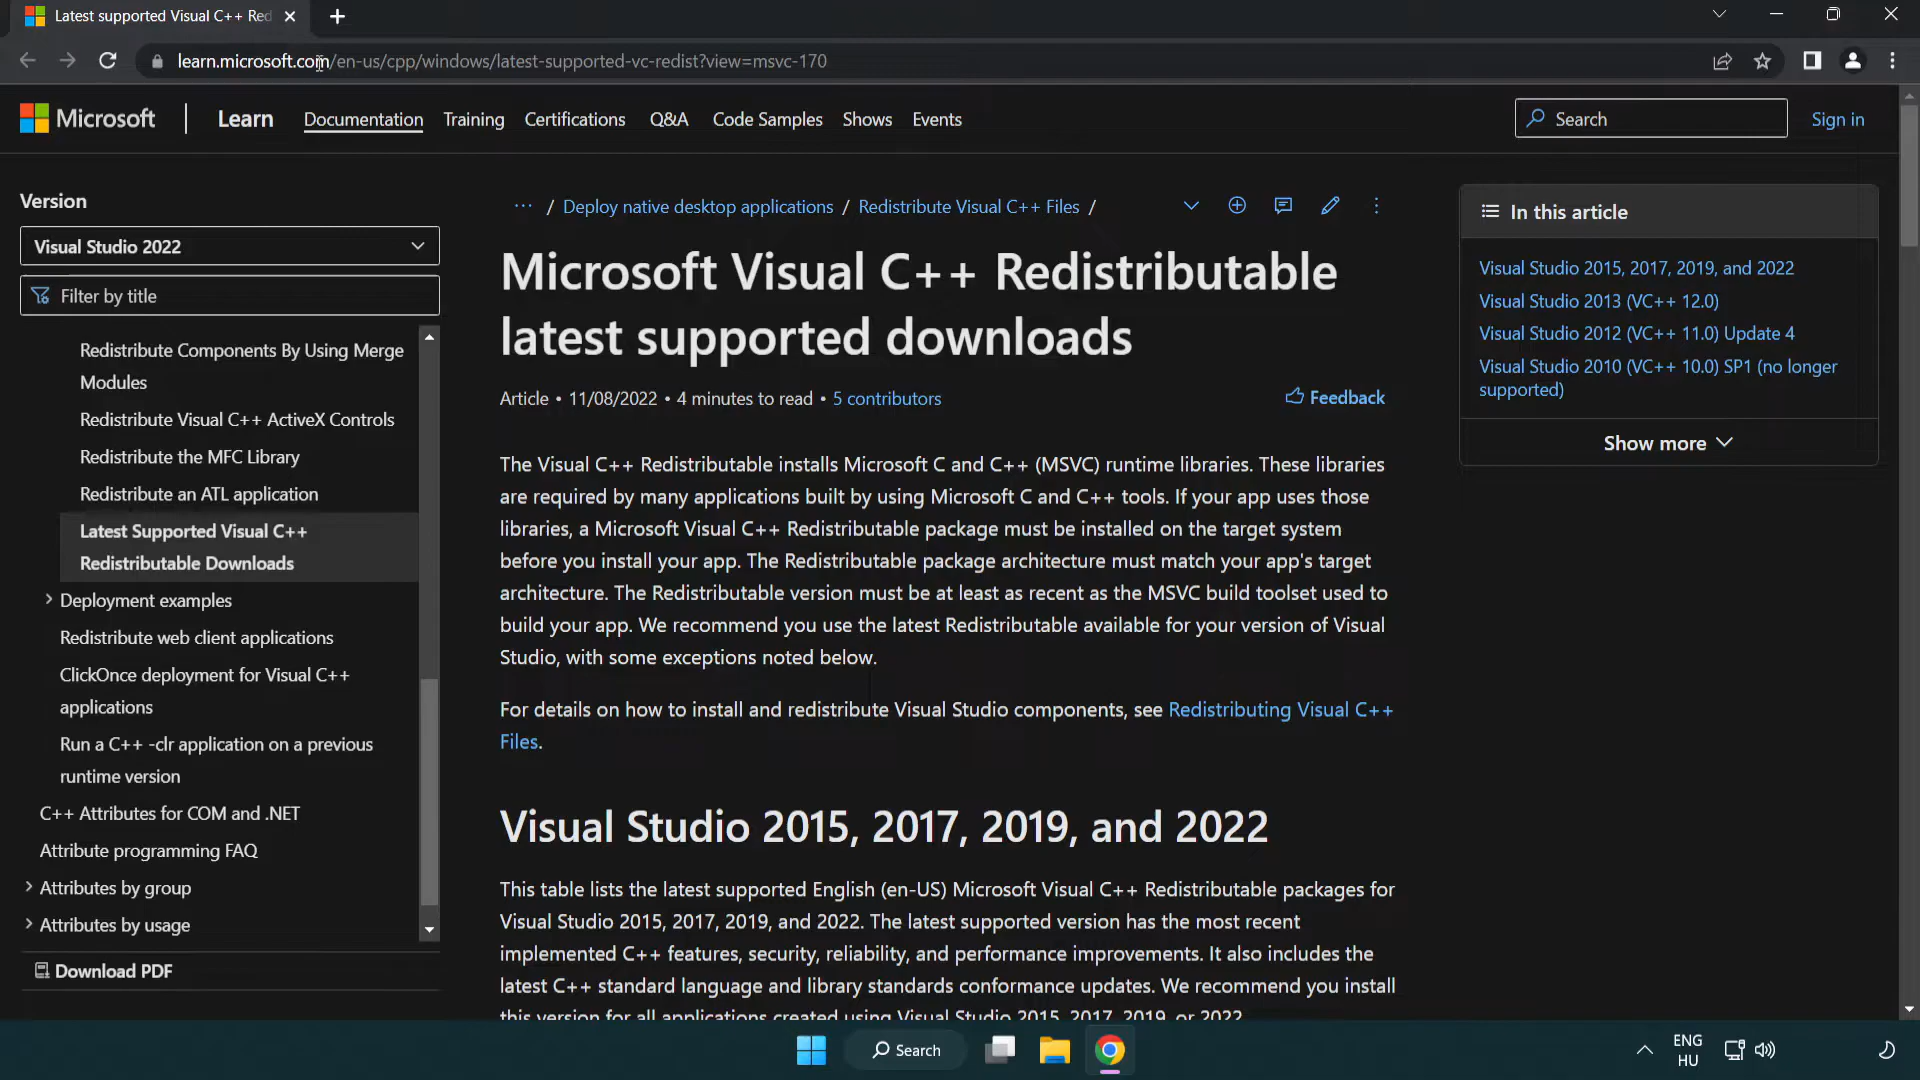 Latest supported Visual C++ Red
learn.microsoft.com/en-us/cpp/windows/latest-supported-vc-redist?view=msvc-170
Microsoft
Learn
Documentation
Training
Certifications
Q&A
Code Samples
Shows
Events
Search
Sign in
Version
Visual Studio 2022
Filter by title
Redistribute Components By Using Merge
Modules
Redistribute Visual C++ ActiveX Controls
Redistribute the MFC Library
Redistribute an ATL application
Latest Supported Visual C++
Redistributable Downloads
Deployment examples
Redistribute web client applications
ClickOnce deployment for Visual C++
applications
Run a C++ -clr application on a previous
runtime version
C++ Attributes for COM and .NET
Attribute programming FAQ
Attributes by group
Attributes by usage
Download PDF
··· / Deploy native desktop applications / Redistribute Visual C++ Files /
Microsoft Visual C++ Redistributable
latest supported downloads
Article • 11/08/2022 • 4 minutes to read • 5 contributors
Feedback
The Visual C++ Redistributable installs Microsoft C and C++ (MSVC) runtime libraries. These libraries
are required by many applications built by using Microsoft C and C++ tools. If your app uses those
libraries, a Microsoft Visual C++ Redistributable package must be installed on the target system
before you install your app. The Redistributable package architecture must match your app's target
architecture. The Redistributable version must be at least as recent as the MSVC build toolset used to
build your app. We recommend you use the latest Redistributable available for your version of Visual
Studio, with some exceptions noted below.
For details on how to install and redistribute Visual Studio components, see Redistributing Visual C++
Files.
Visual Studio 2015, 2017, 2019, and 2022
This table lists the latest supported English (en-US) Microsoft Visual C++ Redistributable packages for
Visual Studio 2015, 2017, 2019, and 2022. The latest supported version has the most recent
implemented C++ features, security, reliability, and performance improvements. It also includes the
latest C++ standard language and library standards conformance updates. We recommend you install
this version for all applications created using Visual Studio 2015, 2017, 2019, or 2022.
In this article
Visual Studio 2015, 2017, 2019, and 2022
Visual Studio 2013 (VC++ 12.0)
Visual Studio 2012 (VC++ 11.0) Update 4
Visual Studio 2010 (VC++ 10.0) SP1 (no longer
supported)
Show more
Search
ENG
HU